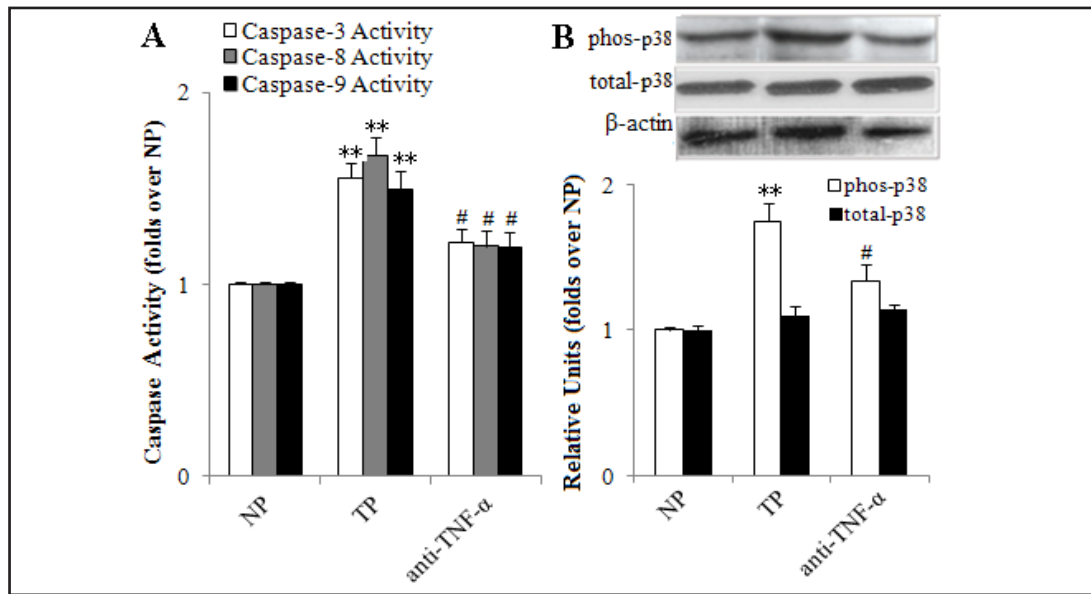 A
Caspase-3 Activity
Caspase-8 Activity
Caspase-9 Activity
Caspase Activity (folds over NP)
2
1
0
**
**
**
#
#
#
NP
TP
anti-TNF-α
B
phos-p38
total-p38
β-actin
Relative Units (folds over NP)
2
1
0
phos-p38
total-p38
**
#
NP
TP
anti-TNF-α